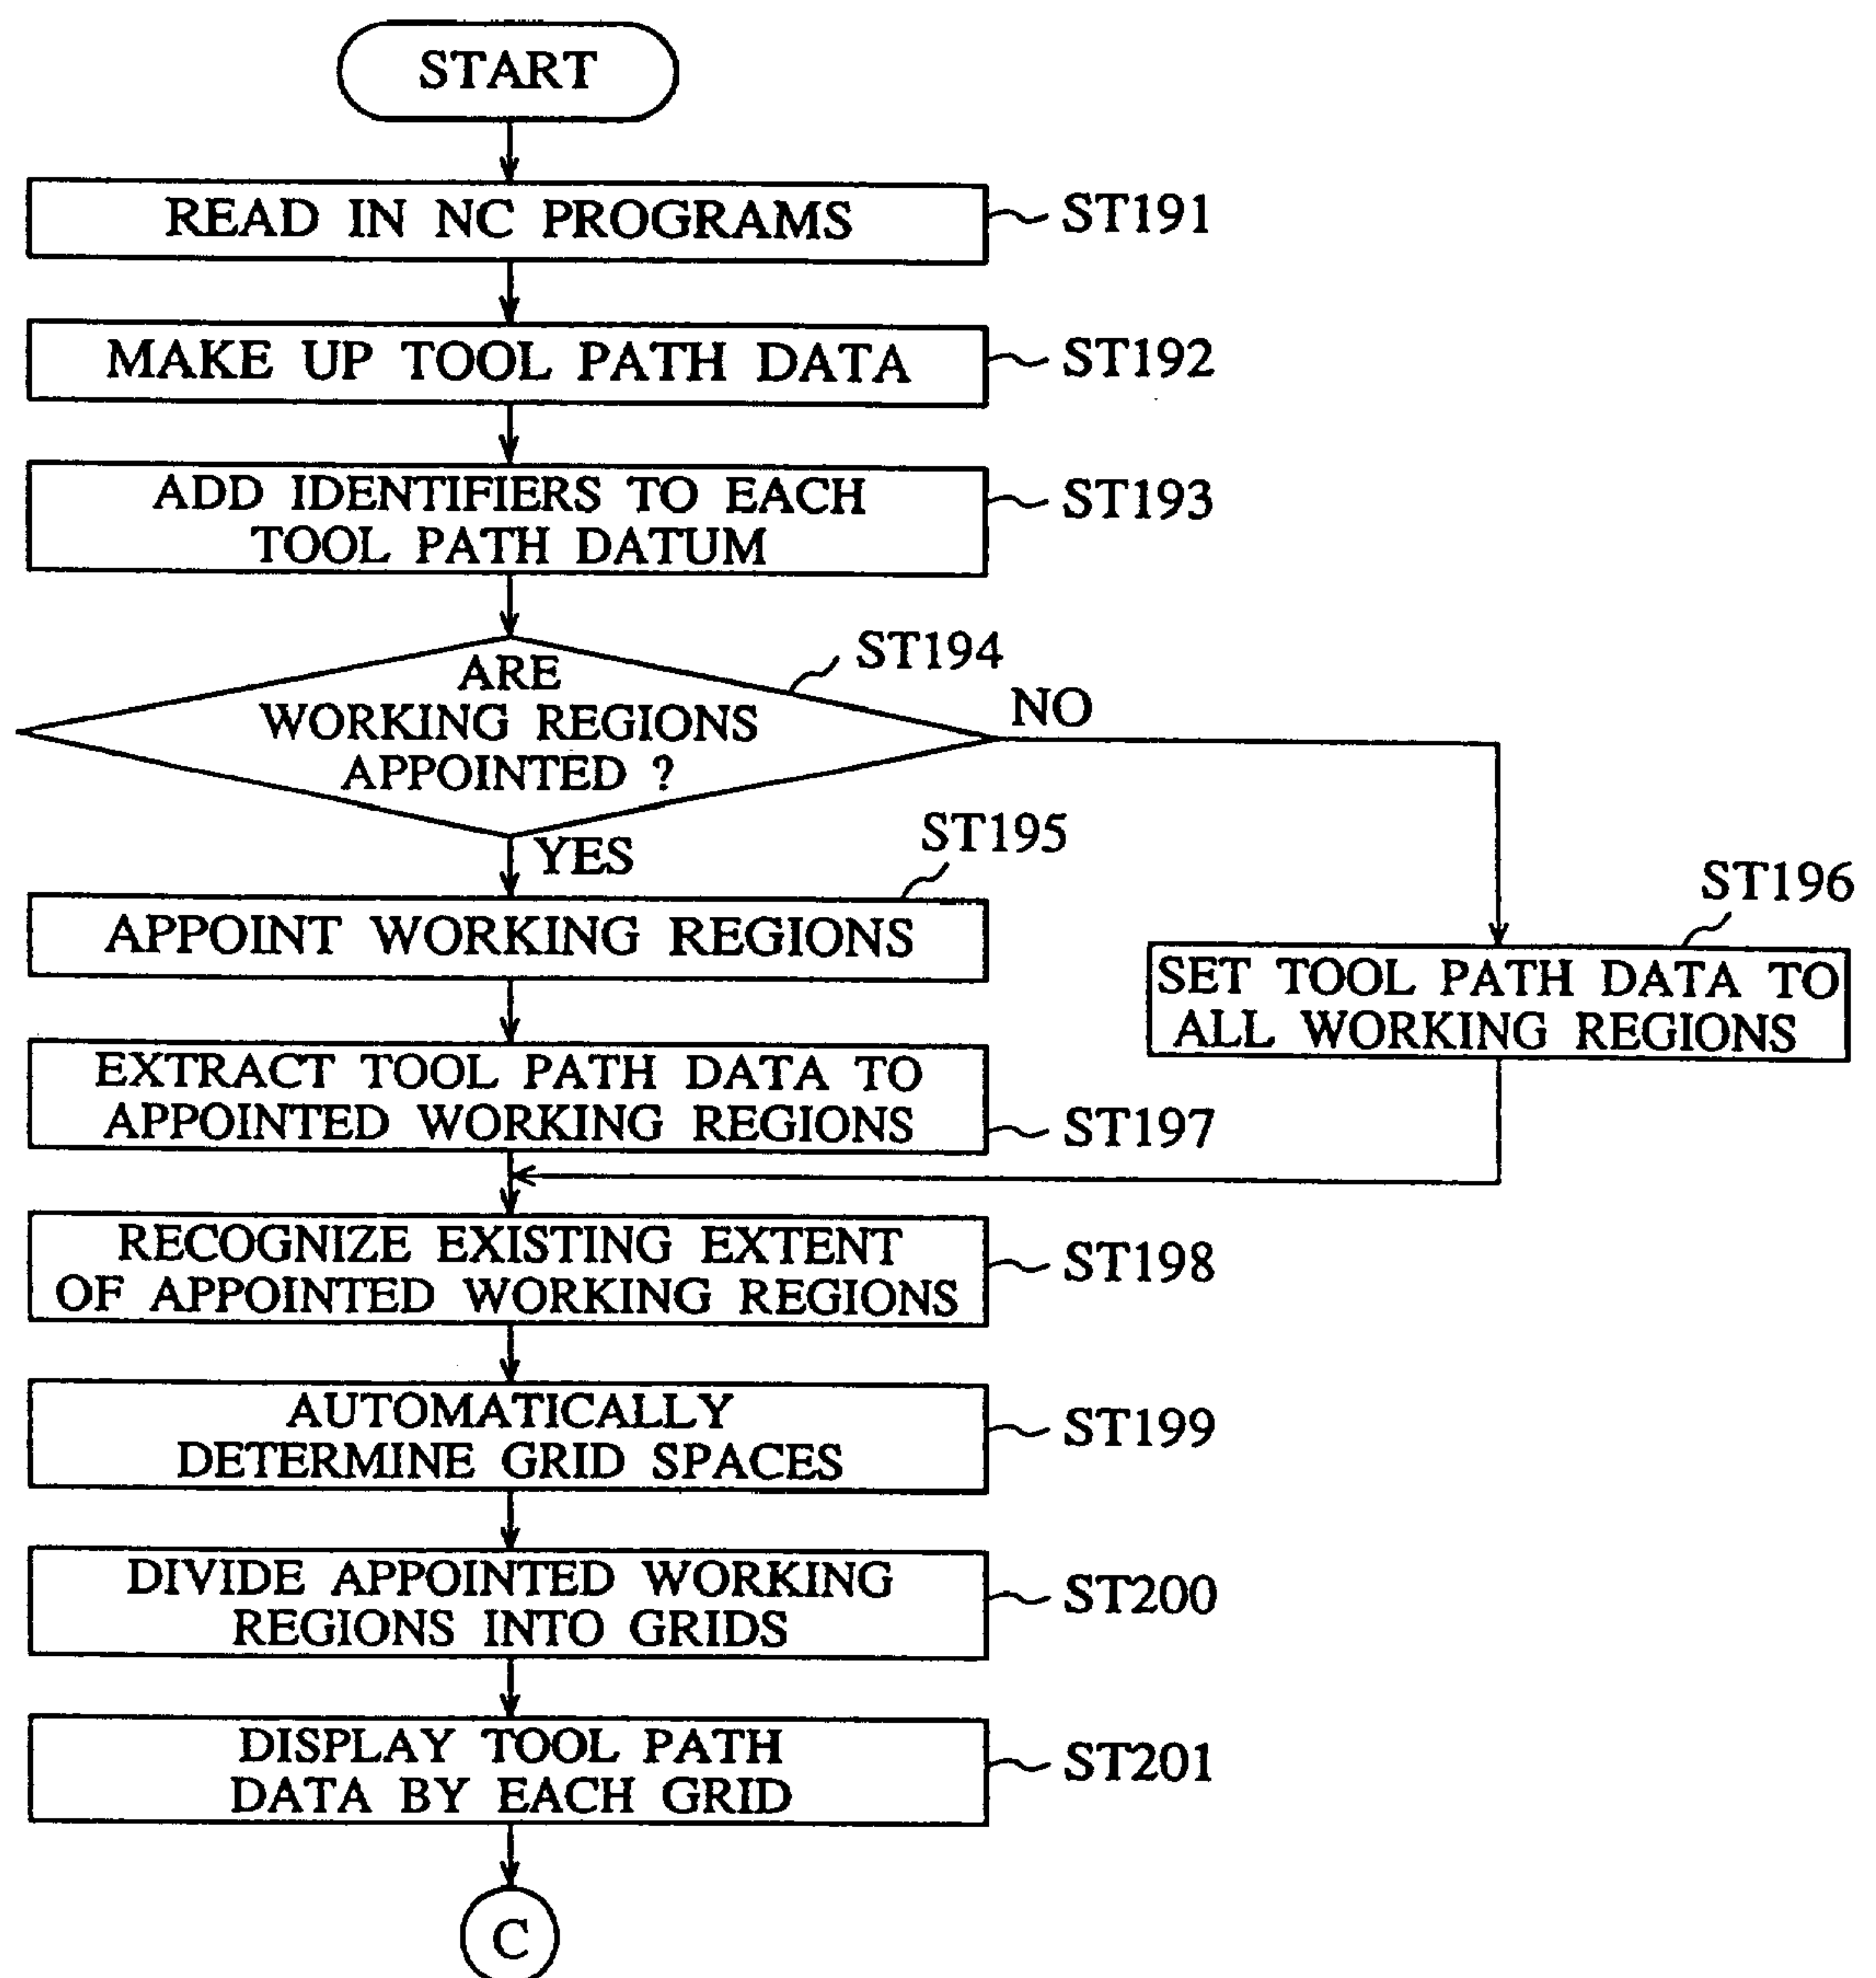 START
READ IN NC PROGRAMS
ST191
MAKE UP TOOL PATH DATA
ST192
ADD IDENTIFIERS TO EACH
TOOL PATH DATUM
ST193
ARE
WORKING REGIONS
APPOINTED ?
ST194
NO
YES
ST195
APPOINT WORKING REGIONS
ST196
SET TOOL PATH DATA TO
ALL WORKING REGIONS
EXTRACT TOOL PATH DATA TO
APPOINTED WORKING REGIONS
ST197
RECOGNIZE EXISTING EXTENT
OF APPOINTED WORKING REGIONS
ST198
AUTOMATICALLY
DETERMINE GRID SPACES
ST199
DIVIDE APPOINTED WORKING
REGIONS INTO GRIDS
ST200
DISPLAY TOOL PATH
DATA BY EACH GRID
ST201
C